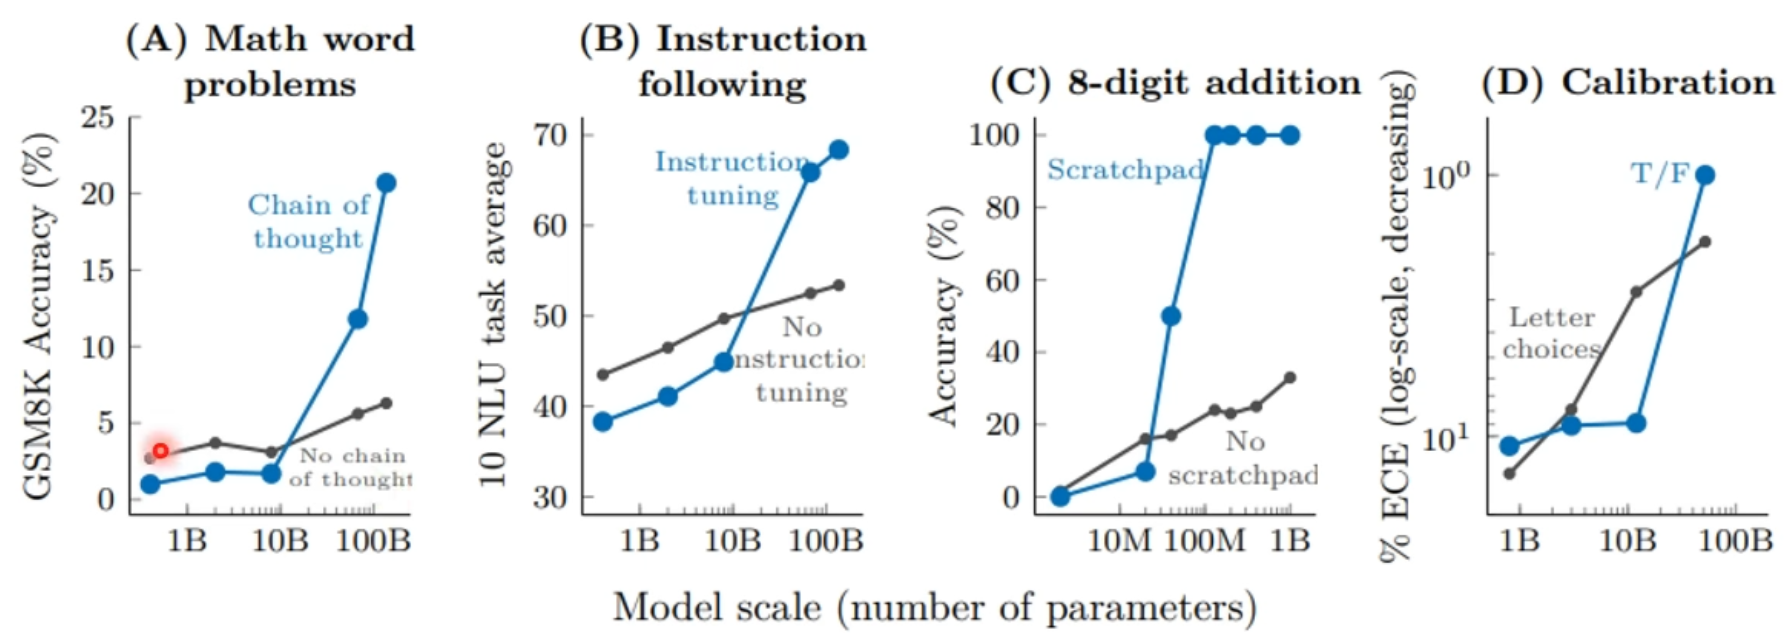 (A) Math word
problems
GSM8K Accuracy (%)
25
20
15
10
5
0
Chain of
thought
No chain
of thought
1B 10B 100B
(B) Instruction
following
10 NLU task average
70
60
50
40
30
Instruction
tuning
No
nstruction
tuning
1B 10B 100B
(C) 8-digit addition
Accuracy (%)
100
80
60
40
20
0
Scratchpad
No
scratchpad
10M 100M 1B
(D) Calibration
% ECE (log-scale, decreasing)
10⁰
10¹
T/F
Letter
choices
1B 10B 100B
Model scale (number of parameters)